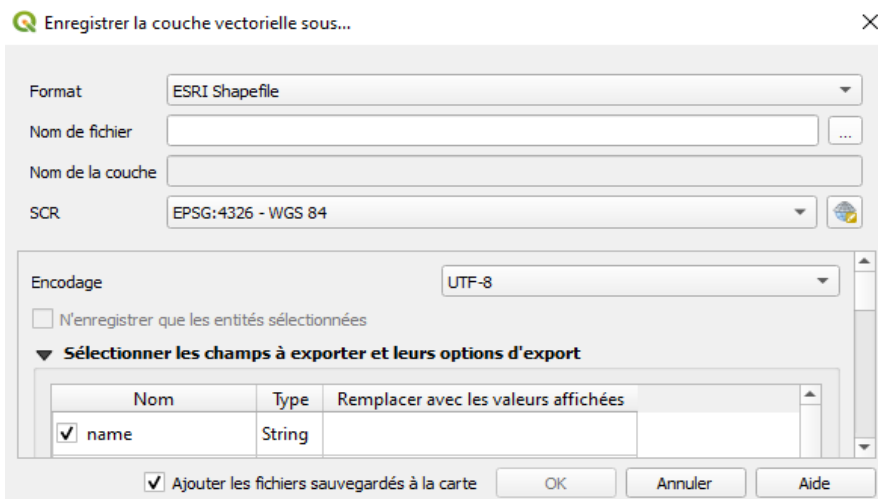 Enregistrer la couche vectorielle sous...
Format ESRI Shapefile
Nom de fichier ...
Nom de la couche
SCR EPSG:4326 - WGS 84
Encodage UTF-8
N'enregistrer que les entités sélectionnées
Sélectionner les champs à exporter et leurs options d'export
Nom Type Remplacer avec les valeurs affichées
name String
Ajouter les fichiers sauvegardés à la carte OK Annuler Aide